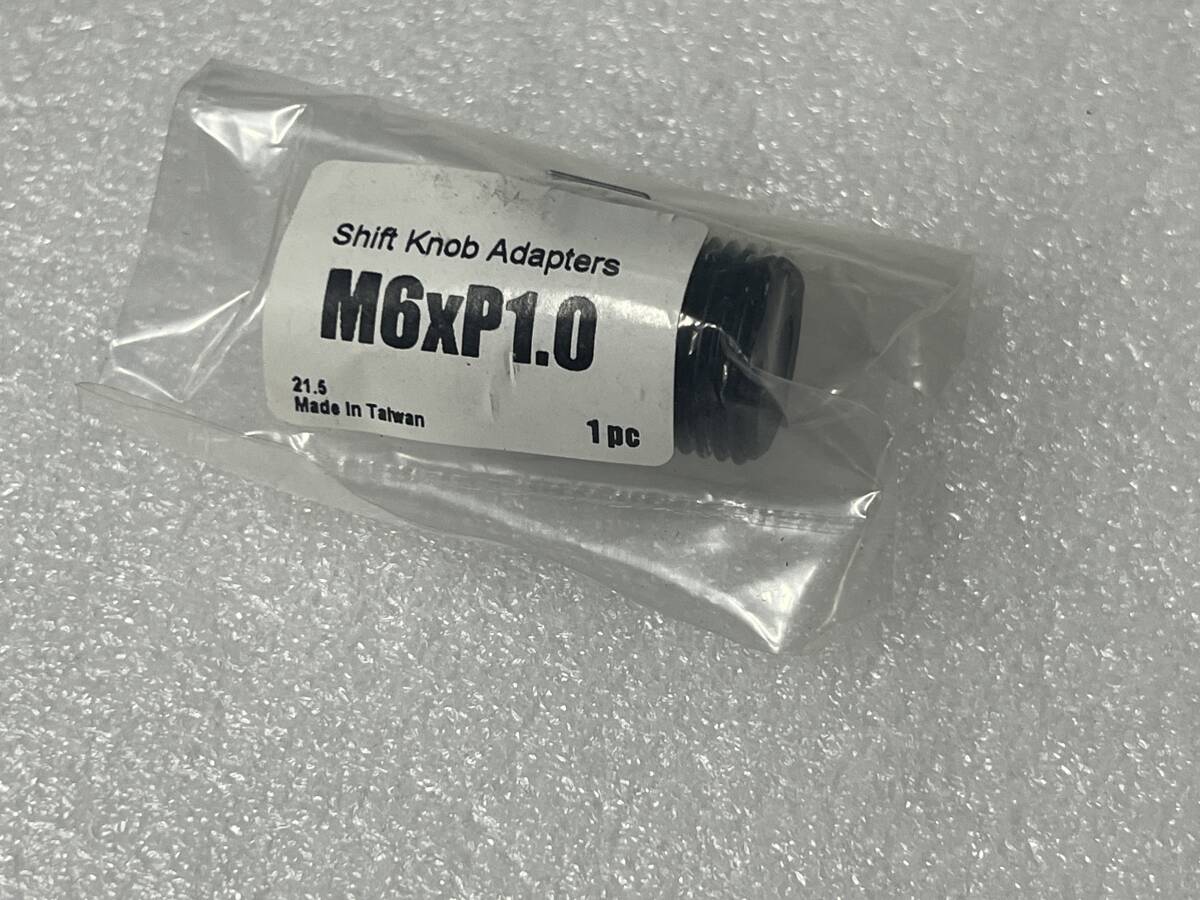 Shift Knob Adapters
M6xP1.0
21.5
Made in Taiwan
1 pc